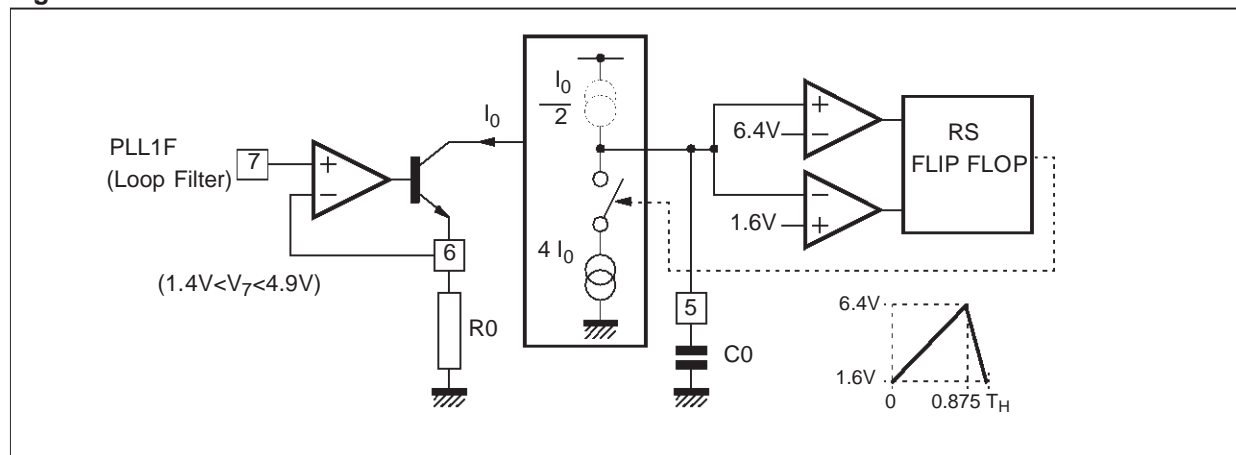 I0
2
I0
6.4V
RS
FLIP FLOP
PLL1F
(Loop Filter)
7
+
−
+
−
−
+
1.6V
4 I0
6
(1.4V<V7<4.9V)
R0
5
C0
6.4V
1.6V
0
0.875 TH